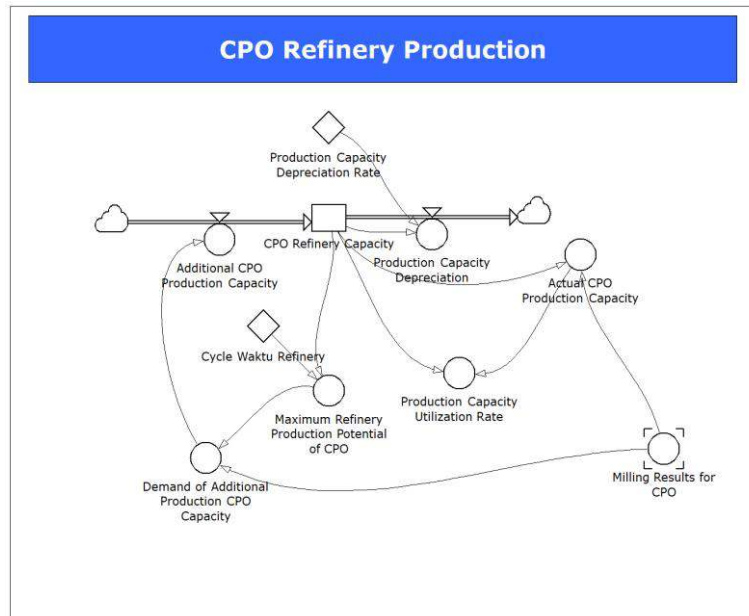 CPO Refinery Production
Production Capacity
Depreciation Rate
CPO Refinery Capacity
Additional CPO
Production Capacity
Production Capacity
Depreciation
Actual CPO
Production Capacity
Cycle Waktu Refinery
Maximum Refinery
Production Potential
of CPO
Production Capacity
Utilization Rate
Demand of Additional
Production CPO
Capacity
Milling Results for
CPO